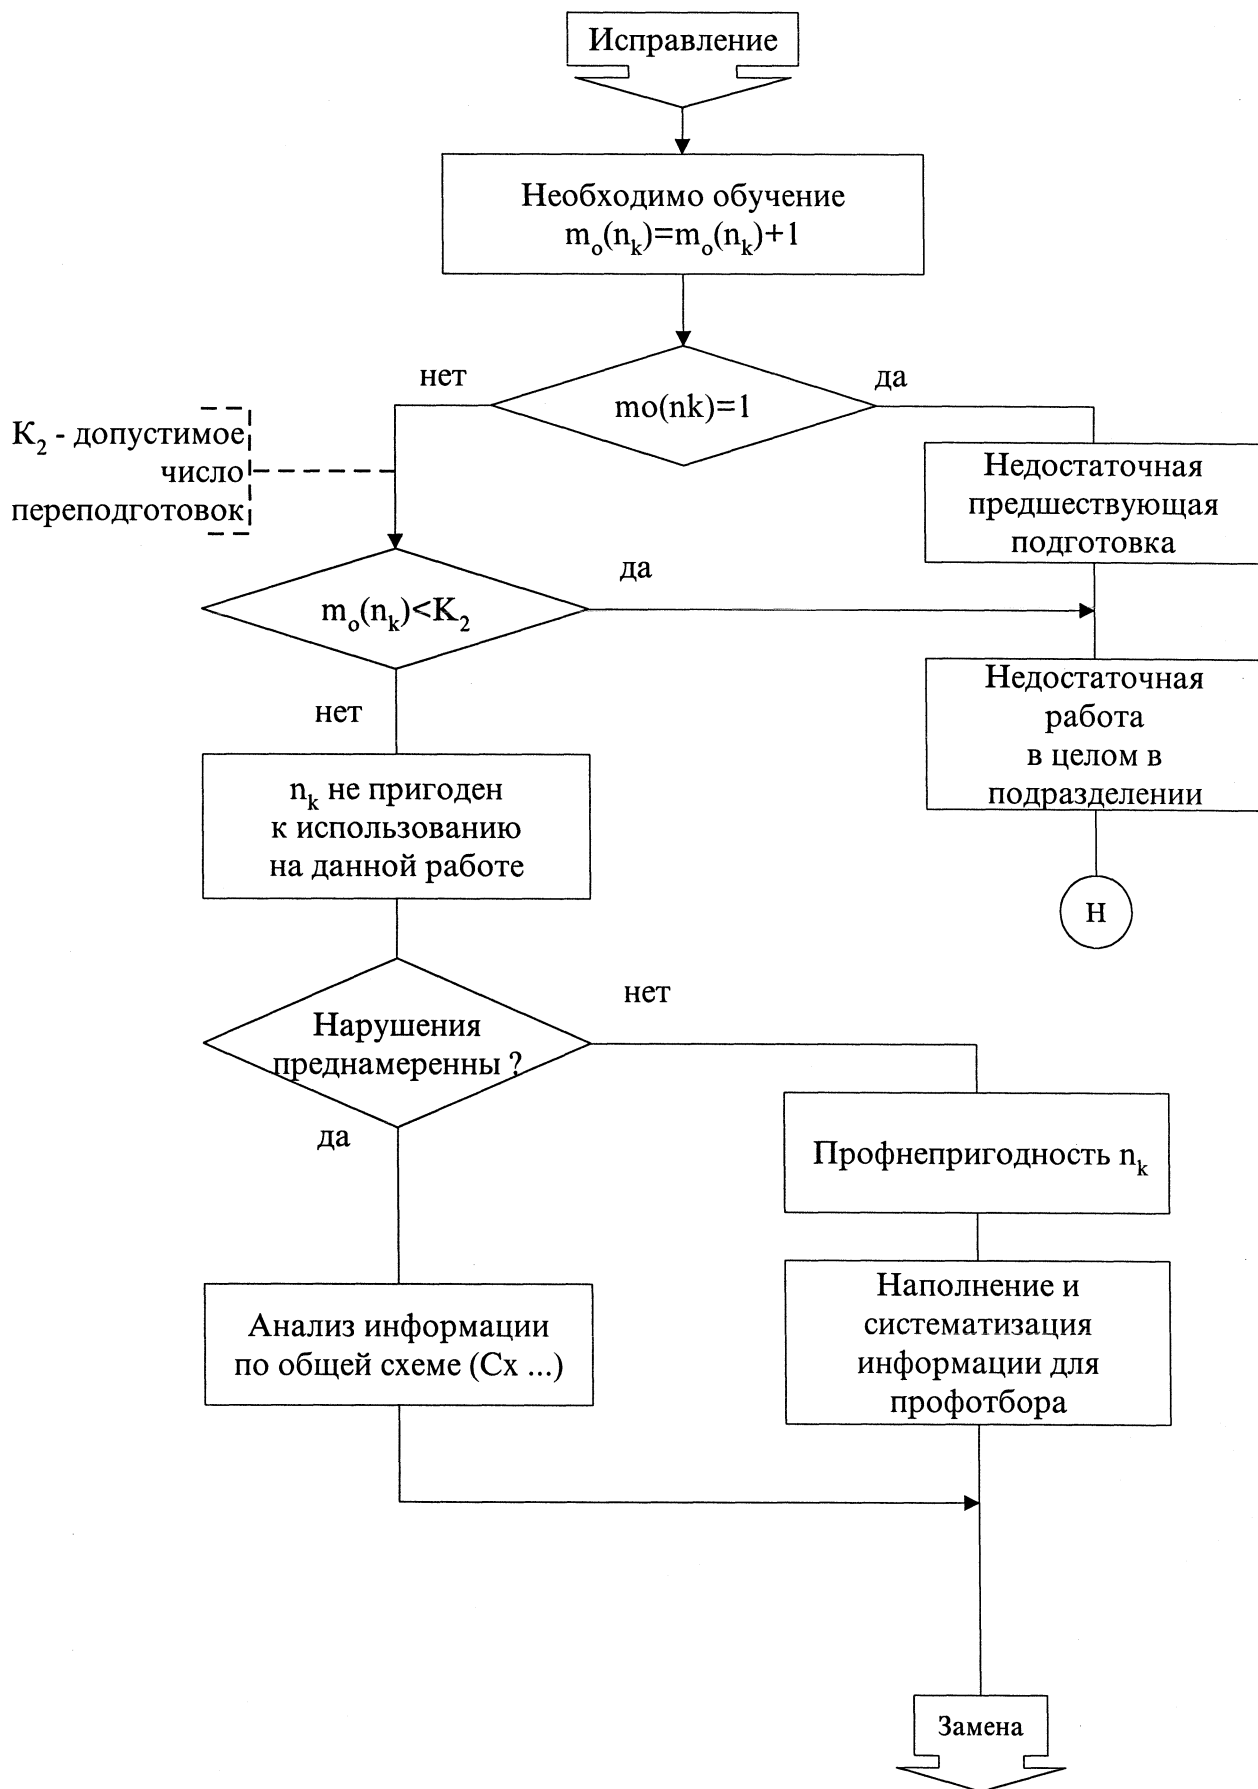 Исправление
Необходимо обучение
mₒ(nₖ)=mₒ(nₖ)+1
нет
да
mo(nk)=1
К₂ - допустимое
число
переподготовок
Недостаточная
предшествующая
подготовка
да
mₒ(nₖ)<K₂
нет
Недостаточная
работа
в целом в
подразделении
nₖ не пригоден
к использованию
на данной работе
Н
нет
Нарушения
преднамеренны ?
да
Профнепригодность nₖ
Анализ информации
по общей схеме (Сх ...)
Наполнение и
систематизация
информации для
профотбора
Замена